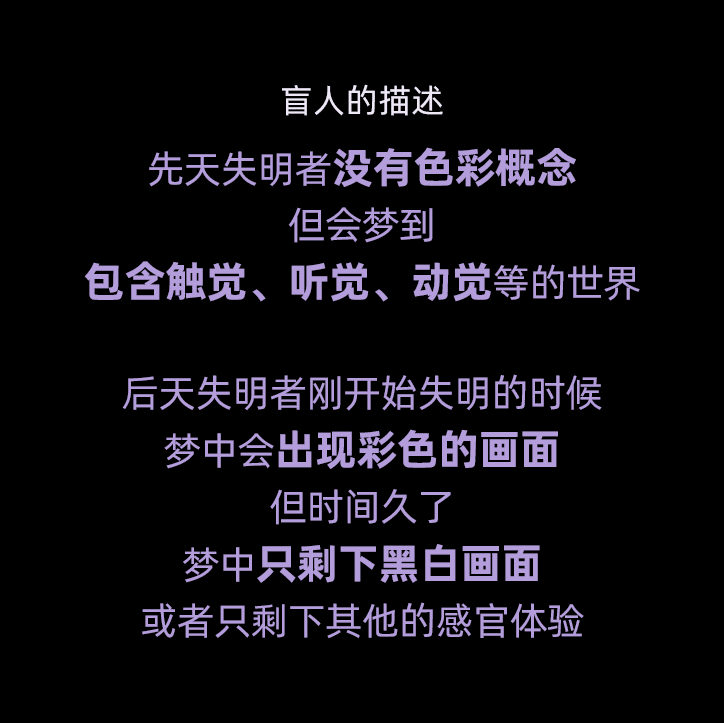 盲人的描述
先天失明者没有色彩概念
但会梦到
包含触觉、听觉、动觉等的世界
后天失明者刚开始失明的时候
梦中会出现彩色的画面
但时间久了
梦中只剩下黑白画面
或者只剩下其他的感官体验